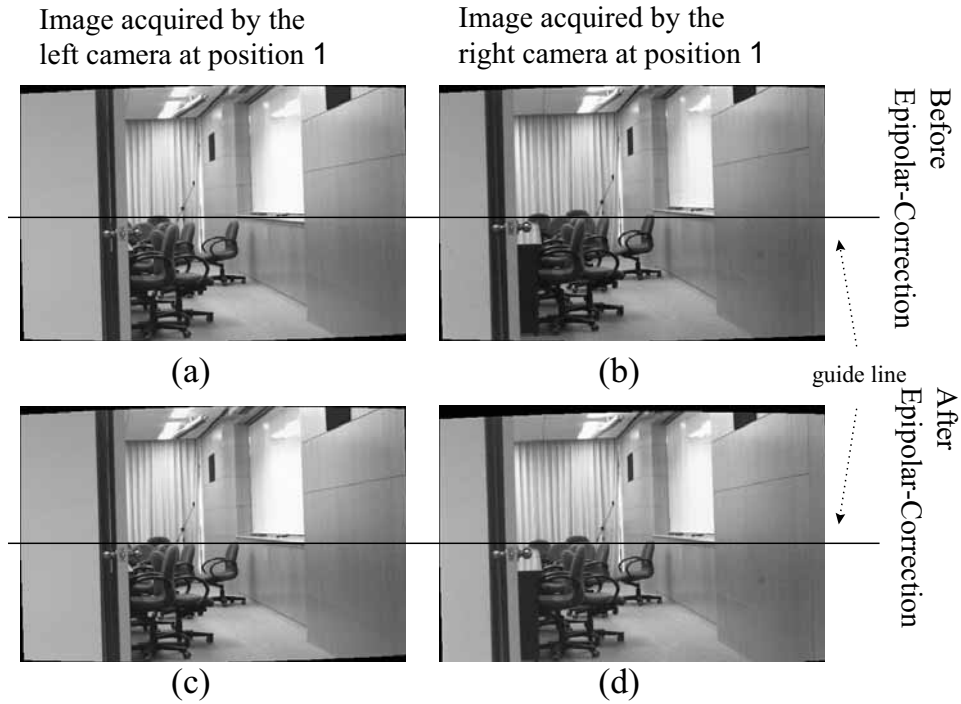 Image acquired by the
left camera at position 1
Image acquired by the
right camera at position 1
Before
Epipolar-Correction
(a)
(b)
guide line
After
Epipolar-Correction
(c)
(d)